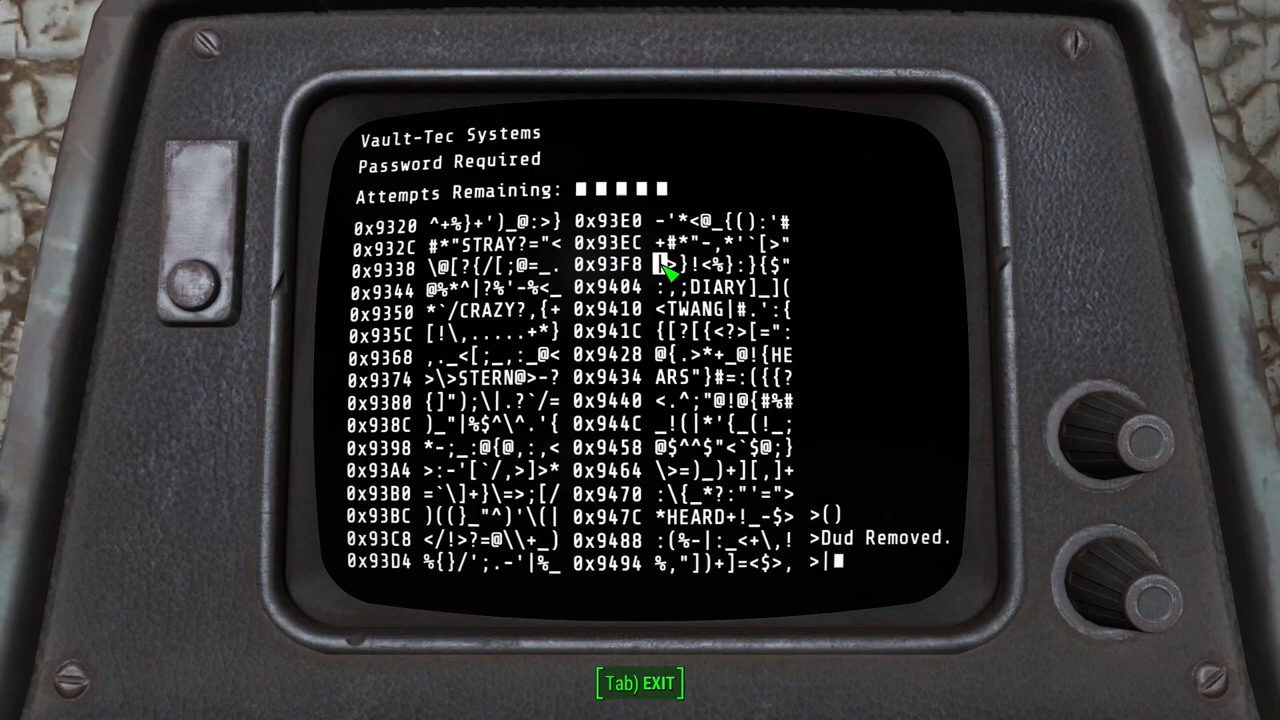 Vault-Tec Systems
Password Required
Attempts Remaining: ■ ■ ■ ■ ■
0x9320 ^+%}+')_@:>} 0x93E0 -'*<@_{():'#
0x932C #*"STRAY?="< 0x93EC +#*"-,*'`[>"
0x9338 \@[?{/[;@=_. 0x93F8 |>}!<%}:}{$"
0x9344 @%*^|?%'-%<_ 0x9404 :,;DIARY]_](
0x9350 *`/CRAZY?,{+ 0x9410 <TWANG|#.':{
0x935C [!\,.....+*} 0x941C {[?[{<?>[=":
0x9368 ,._<[;_,:_@< 0x9428 @{.>*+_@!{HE
0x9374 >\>STERN@>-? 0x9434 ARS"}#=:({{?
0x9380 {]");\|.?`/= 0x9440 <.^;"@!@{#%#
0x938C )_"|%$^\^.'{ 0x944C _!(|*'{_(!_;
0x9398 *-;_:@{@,:,< 0x9458 @$^^$"<`$@;}
0x93A4 >:-'[`/,>]>* 0x9464 \>=)_)+][,]+
0x93B0 =`\]+}\=>;[/ 0x9470 :\{_*?:"'=">
0x93BC )((}_"^)'\(| 0x947C *HEARD+!_-$> >()
0x93C8 </!>?=@\\+_) 0x9488 :(%-|:_<+\,! >Dud Removed.
0x93D4 %{}/';.-'|%_ 0x9494 %,"])+]=<$>, >|■
[Tab) EXIT]